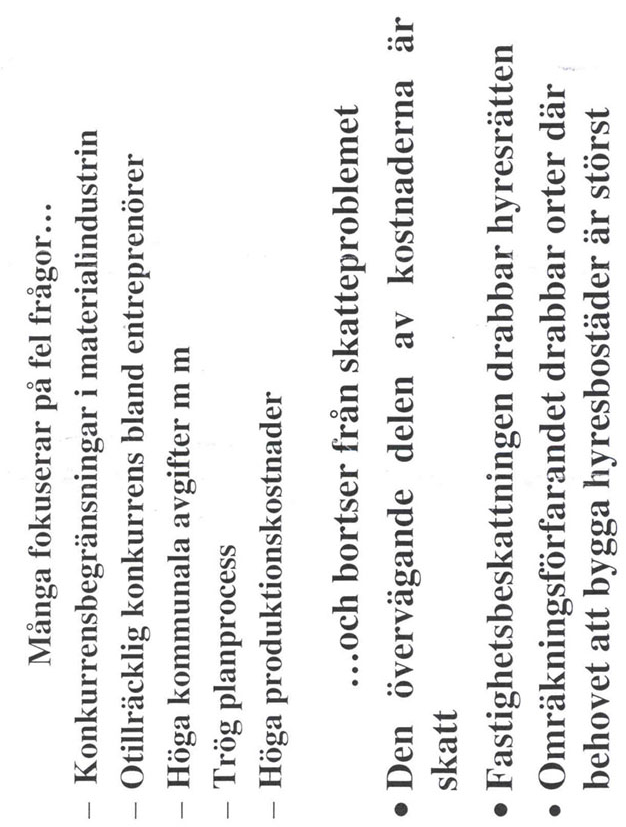 Många fokuserar på fel frågor…
– Konkurrensbegränsningar i materialindustrin
– Otillräcklig konkurrens bland entreprenörer
– Höga kommunala avgifter m m
– Trög planprocess
– Höga produktionskostnader
…och bortser från skatteproblemet
• Den övervägande delen av kostnaderna är
skatt
• Fastighetsbeskattningen drabbar hyresrätten
• Omräkningsförfarandet drabbar orter där
behovet att bygga hyresbostäder är störst